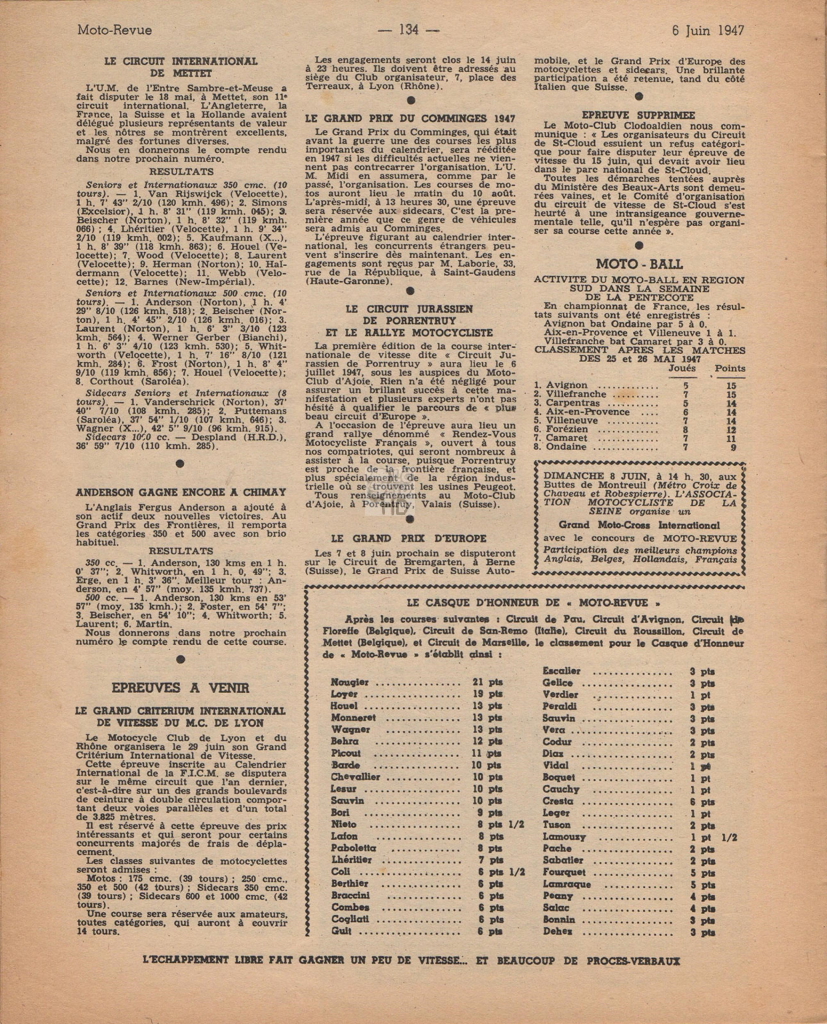 Moto-Revue — 134 — 6 Juin 1947
LE CIRCUIT INTERNATIONAL
DE METTET
L'U.M. de l'Entre Sambre-et-Meuse a
fait disputer le 18 mai, à Mettet, son 11e
circuit international. L'Angleterre, la
France, la Suisse et la Hollande avaient
délégué plusieurs représentants de valeur
et les nôtres se montrèrent excellents,
malgré des fortunes diverses.
Nous en donnerons le compte rendu
dans notre prochain numéro.
RESULTATS
Seniors et Internationaux 350 cmc. (10
tours). — 1. Van Rijswijck (Velocette),
1 h. 7' 43" 2/10 (120 kmh. 496); 2. Simons
(Excelsior), 1 h. 8' 31" (119 kmh. 045); 3.
Beischer (Norton), 1 h. 8' 32" (119 kmh.
066) ; 4. Lhéritier (Velocette), 1 h. 9' 34"
2/10 (119 kmh, 002); 5. Kaufmann (X...),
1 h. 8' 39" (118 kmh. 863); 6. Houel (Ve-
locette); 7, Wood (Velocette); 8, Laurent
(Velocette); 9. Herman (Norton); 10, Hal-
dermann (Velocette); 11. Webb (Velo-
cette); 12. Barnes (New-Impérial).
Seniors et Internationaux 500 cmc. (10
tours). — 1. Anderson (Norton), 1 h. 4'
29" 8/10 (126 kmh, 518); 2, Beischer (Nor-
ton), 1 h. 4' 45" 2/10 (126 kmh, 016); 3.
Laurent (Norton), 1 h. 6' 3" 3/10 (123
kmh, 564); 4. Werner Gerber (Bianchi),
1 h. 6' 3" 4/10 (123 kmh. 530); 5, Whit-
worth (Velocette), 1 h. 7' 16" 8/10 (121
kmh, 284); 6. Frost (Norton), 1 h. 8' 4"
9/10 (119 kmh, 856); 7. Houel (Velocette);
8. Corthout (Saroléa).
Sidecars Seniors et Internationaux (8
tours). — 1. Vanderschrick (Norton), 37'
40" 7/10 (108 kmh. 285); 2, Puttemans
(Saroléa), 37' 54" 1/10 (107 kmh, 646); 3.
Wagner (X...), 42' 5" 9/10 (96 kmh. 915).
Sidecars 1000 cmc. — Despland (H.R.D.),
36' 59" 7/10 (110 kmh. 285).
ANDERSON GAGNE ENCORE A CHIMAY
L'Anglais Fergus Anderson a ajouté à
son actif deux nouvelles victoires. Au
Grand Prix des Frontières, il remporta
les catégories 350 et 500 avec son brio
habituel.
RESULTATS
350 cc. — 1. Anderson, 130 kms en 1 h.
0' 37"; 2, Whitworth, en 1 h. 0, 49"; 3.
Erge, en 1 h. 3' 36". Meilleur tour : An-
derson, en 4' 57" (moy. 135 kmh. 737).
500 cc. — 1. Anderson, 130 kms en 53'
57" (moy, 135 kmh.); 2, Foster, en 54' 7";
3. Beischer, en 54' 10"; 4. Whitworth; 5.
Laurent; 6. Martin.
Nous donnerons dans notre prochain
numéro le compte rendu de cette course.
EPREUVES A VENIR
LE GRAND CRITERIUM INTERNATIONAL
DE VITESSE DU M.C. DE LYON
Le Motocycle Club de Lyon et du
Rhône organisera le 29 juin son Grand
Critérium International de Vitesse.
Cette épreuve inscrite au Calendrier
International de la F.I.C.M. se disputera
sur le même circuit que l'an dernier,
c'est-à-dire sur un des grands boulevards
de ceinture à double circulation compor-
tant deux voies parallèles et d'un total
de 3.825 mètres.
Il est réservé à cette épreuve des prix
intéressants et qui seront pour certains
concurrents majorés de frais de dépla-
cement.
Les classes suivantes de motocyclettes
seront admises :
Motos : 175 cmc. (39 tours) ; 250 cmc.,
350 et 500 (42 tours) ; Sidecars 350 cmc.
(39 tours) ; Sidecars 600 et 1000 cmc. (42
tours).
Une course sera réservée aux amateurs,
toutes catégories, qui auront à couvrir
14 tours.
Les engagements seront clos le 14 juin
à 23 heures. Ils doivent être adressés au
siège du Club organisateur, 7, place des
Terreaux, à Lyon (Rhône).
LE GRAND PRIX DU COMMINGES 1947
Le Grand Prix du Comminges, qui était
avant la guerre une des courses les plus
importantes du calendrier, sera réédité
en 1947 si les difficultés actuelles ne vien-
nent pas contrecarrer l'organisation. L'U.
M. Midi en assumera, comme par le
passé, l'organisation. Les courses de mo-
tos auront lieu le matin du 10 août.
L'après-midi, à 13 heures 30, une épreuve
sera réservée aux sidecars. C'est la pre-
mière année que ce genre de véhicules
sera admis au Comminges.
L'épreuve figurant au calendrier inter-
national, les concurrents étrangers peu-
vent s'inscrire dès maintenant. Les en-
gagements sont reçus par M. Laborie, 33,
rue de la République, à Saint-Gaudens
(Haute-Garonne).
LE CIRCUIT JURASSIEN
DE PORRENTRUY
ET LE RALLYE MOTOCYCLISTE
La première édition de la course inter-
nationale de vitesse dite « Circuit Ju-
rassien de Porrentruy » aura lieu le 6
juillet 1947, sous les auspices du Moto-
Club d'Ajoie. Rien n'a été négligé pour
assurer un brillant succès à cette ma-
nifestation et plusieurs experts n'ont pas
hésité à qualifier le parcours de « plus
beau circuit d'Europe ».
A l'occasion de l'épreuve aura lieu un
grand rallye dénommé « Rendez-Vous
Motocycliste Français », ouvert à tous
nos compatriotes, qui seront nombreux à
assister à la course, puisque Porrentruy
est proche de la frontière française, et
plus spécialement de la région indus-
trielle où se trouvent les usines Peugeot.
Tous renseignements au Moto-Club
d'Ajoie, à Porentruy, Valais (Suisse).
LE GRAND PRIX D'EUROPE
Les 7 et 8 juin prochain se disputeront
sur le Circuit de Bremgarten, à Berne
(Suisse), le Grand Prix de Suisse Auto-
mobile, et le Grand Prix d'Europe des
motocyclettes et sidecars. Une brillante
participation a été retenue, tand du côté
Italien que Suisse.
EPREUVE SUPPRIMEE
Le Moto-Club Clodoaldien nous com-
munique : « Les organisateurs du Circuit
de St-Cloud essuient un refus catégori-
que pour faire disputer leur épreuve de
vitesse du 15 juin, qui devait avoir lieu
dans le parc national de St-Cloud.
Toutes les démarches tentées auprès
du Ministère des Beaux-Arts sont demeu-
rées vaines, et le Comité d'organisation
du circuit de vitesse de St-Cloud s'est
heurté à une intransigeance gouverne-
mentale telle, qu'il n'espère pas organi-
ser sa course cette année ».
MOTO - BALL
ACTIVITE DU MOTO-BALL EN REGION
SUD DANS LA SEMAINE
DE LA PENTECOTE
En championnat de France, les résul-
tats suivants ont été enregistrés :
Avignon bat Ondaine par 5 à 0.
Aix-en-Provence et Villeneuve 1 à 1.
Villefranche bat Camaret par 3 à 0.
CLASSEMENT APRES LES MATCHES
DES 25 et 26 MAI 1947
Joués Points
1. Avignon ............ 5 15
2. Villefranche ........ 7 15
3. Carpentras .......... 5 14
4. Aix-en-Provence .... 6 14
5. Villeneuve .......... 7 14
6. Forézien ............ 8 12
7. Camaret ............ 7 11
8. Ondaine ............ 7 9
DIMANCHE 8 JUIN, à 14 h. 30, aux
Buttes de Montreuil (Métro Croix de
Chavaux et Robespierre). L'ASSOCIA-
TION MOTOCYCLISTE DE LA
SEINE organise un
Grand Moto-Cross International
avec le concours de MOTO-REVUE
Participation des meilleurs champions
Anglais, Belges, Hollandais, Français
LE CASQUE D'HONNEUR DE « MOTO-REVUE »
Après les courses suivantes : Circuit de Pau, Circuit d'Avignon, Circuit de
Floreffe (Belgique), Circuit de San-Remo (Italie), Circuit du Roussillon, Circuit de
Mettet (Belgique), et Circuit de Marseille, le classement pour le Casque d'Honneur
de « Moto-Revue » s'établit ainsi :
Nougier ................ 21 pts
Loyer ................ 19 pts
Houel ................ 13 pts
Monneret ................ 13 pts
Wagner ................ 13 pts
Behra ................ 12 pts
Picout ................ 11 pts
Barde ................ 10 pts
Chevallier ................ 10 pts
Lesur ................ 10 pts
Sauvin ................ 10 pts
Bori ................ 9 pts
Nieto ................ 8 pts 1/2
Lafon ................ 8 pts
Paboletta ................ 8 pts
Lhéritier ................ 7 pts
Coli ................ 6 pts 1/2
Berthier ................ 6 pts
Braccini ................ 6 pts
Combes ................ 6 pts
Cogliati ................ 6 pts
Guit ................ 6 pts
Escalier ................ 3 pts
Gelice ................ 3 pts
Verdier ................ 1 pt
Peraldi ................ 3 pts
Sauvin ................ 3 pts
Vera ................ 3 pts
Codur ................ 2 pts
Diaz ................ 2 pts
Vidal ................ 1 pt
Boquet ................ 1 pt
Cauchy ................ 1 pt
Cresta ................ 6 pts
Leger ................ 1 pt
Tuson ................ 2 pts
Lamouzy ................ 1 pt 1/2
Pache ................ 2 pts
Sabatier ................ 2 pts
Fourquet ................ 5 pts
Lamraque ................ 5 pts
Peany ................ 4 pts
Salac ................ 4 pts
Bonnin ................ 3 pts
Dehez ................ 3 pts
L'ECHAPPEMENT LIBRE FAIT GAGNER UN PEU DE VITESSE... ET BEAUCOUP DE PROCES-VERBAUX